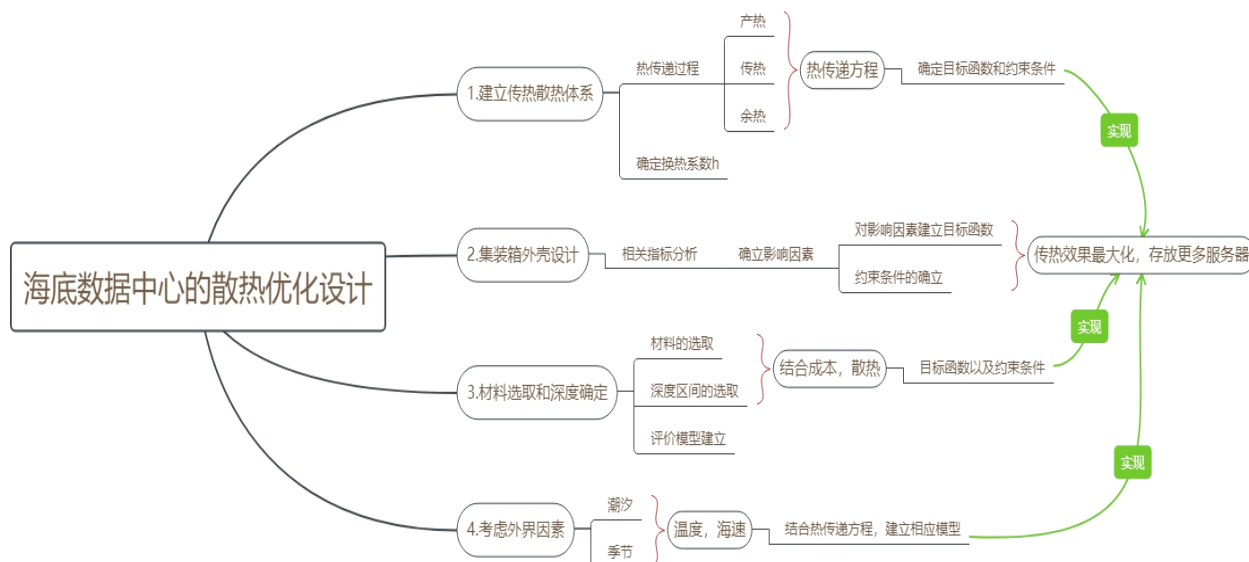 海底数据中心的散热优化设计
1.建立传热散热体系
热传递过程
产热
传热
余热
热传递方程
确定目标函数和约束条件
实现
确定换热系数h
2.集装箱外壳设计
相关指标分析
确立影响因素
对影响因素建立目标函数
约束条件的确立
传热效果最大化，存放更多服务器
3.材料选取和深度确定
材料的选取
深度区间的选取
评价模型建立
结合成本，散热
目标函数以及约束条件
实现
4.考虑外界因素
潮汐
季节
温度，海速
结合热传递方程，建立相应模型
实现